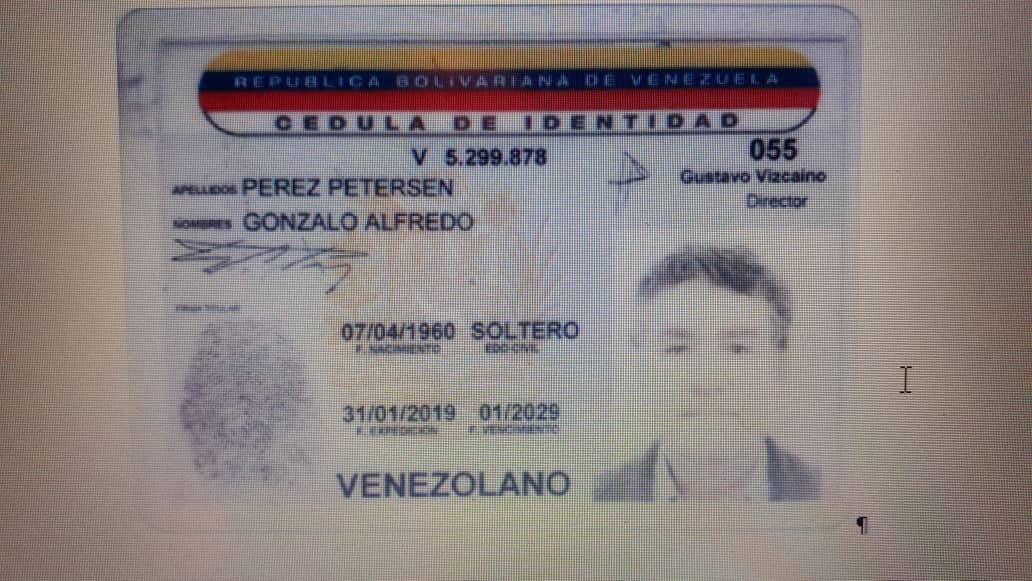 REPUBLICA BOLIVARIANA DE VENEZUELA
CEDULA DE IDENTIDAD
V 5.299.878
055
Gustavo Vizcaino
Director
APELLIDOS PEREZ PETERSEN
NOMBRES GONZALO ALFREDO
FIRMA TITULAR
07/04/1960 SOLTERO
F. NACIMIENTO EDO CIVIL
31/01/2019 01/2029
F. EXPEDICION F. VENCIMIENTO
VENEZOLANO
¶